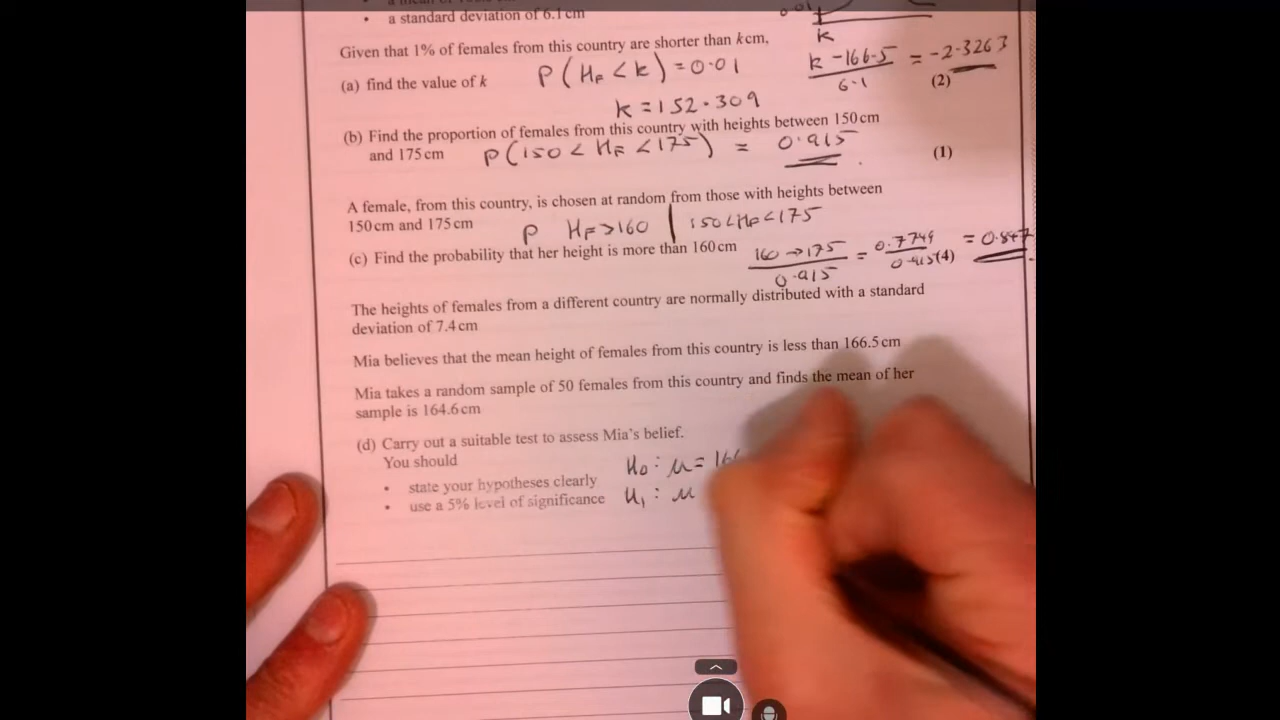 • a standard deviation of 6.1 cm
0.01
k
Given that 1% of females from this country are shorter than k cm,
(a) find the value of k
P(H_F < k) = 0.01
k - 166.5 / 6.1 = -2.3263
(2)
k = 152.309
(b) Find the proportion of females from this country with heights between 150 cm
and 175 cm
P(150 < H_F < 175) = 0.915
(1)
A female, from this country, is chosen at random from those with heights between
150 cm and 175 cm
P H_F > 160 | 150 < H_F < 175
(c) Find the probability that her height is more than 160 cm
160 → 175 / 0.915 = 0.7749 / 0.915 = 0.847
(4)
The heights of females from a different country are normally distributed with a standard
deviation of 7.4 cm
Mia believes that the mean height of females from this country is less than 166.5 cm
Mia takes a random sample of 50 females from this country and finds the mean of her
sample is 164.6 cm
(d) Carry out a suitable test to assess Mia's belief.
You should
H₀ : μ = 166
• state your hypotheses clearly
H₁ : μ
• use a 5% level of significance